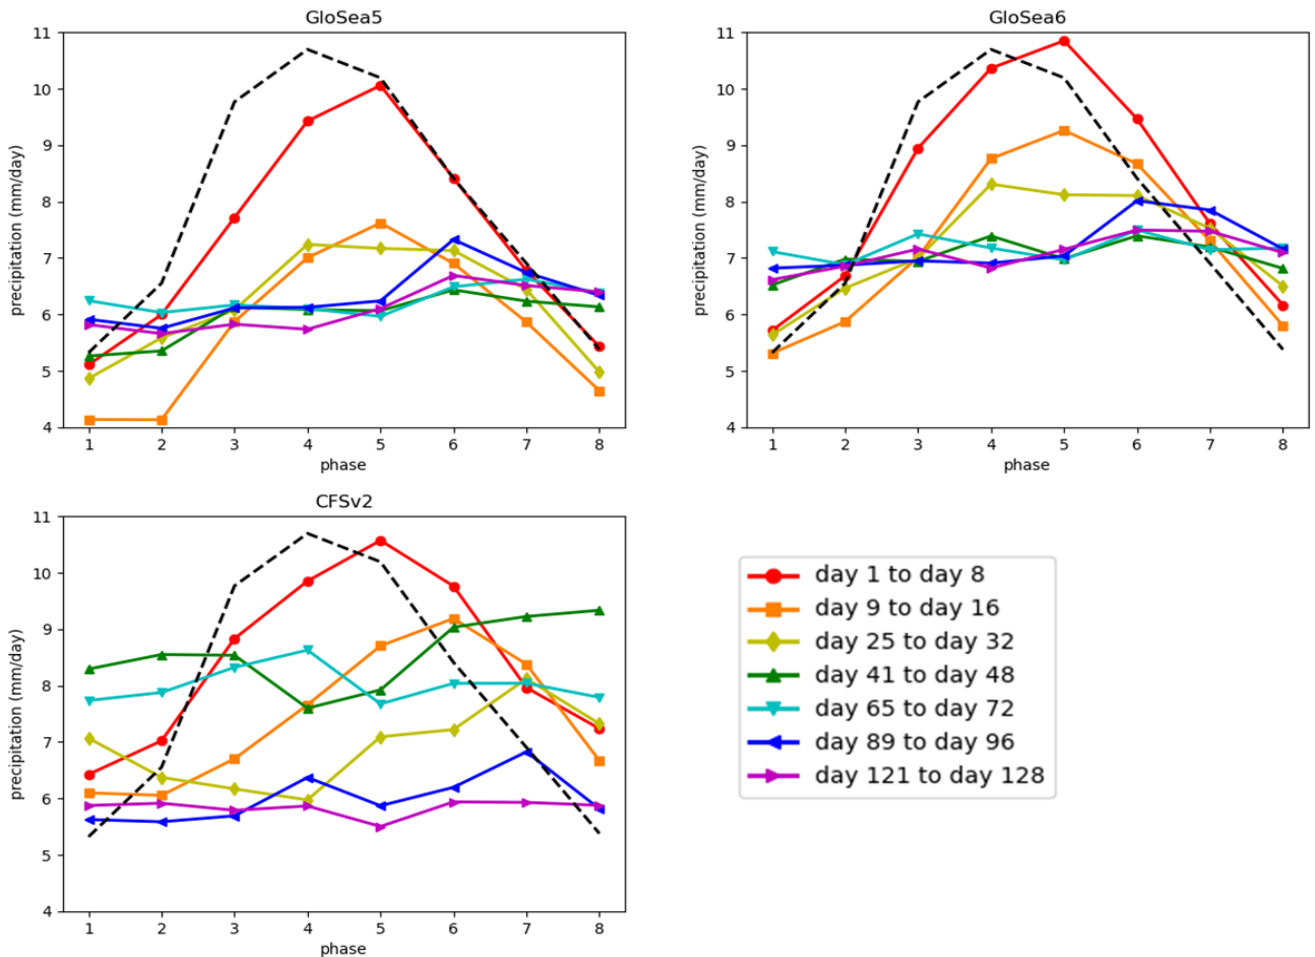 GloSea5
11
10
9
8
7
6
5
4
precipitation (mm/day)
1 2 3 4 5 6 7 8
phase
GloSea6
11
10
9
8
7
6
5
4
precipitation (mm/day)
1 2 3 4 5 6 7 8
phase
CFSv2
11
10
9
8
7
6
5
4
precipitation (mm/day)
1 2 3 4 5 6 7 8
phase
day 1 to day 8
day 9 to day 16
day 25 to day 32
day 41 to day 48
day 65 to day 72
day 89 to day 96
day 121 to day 128